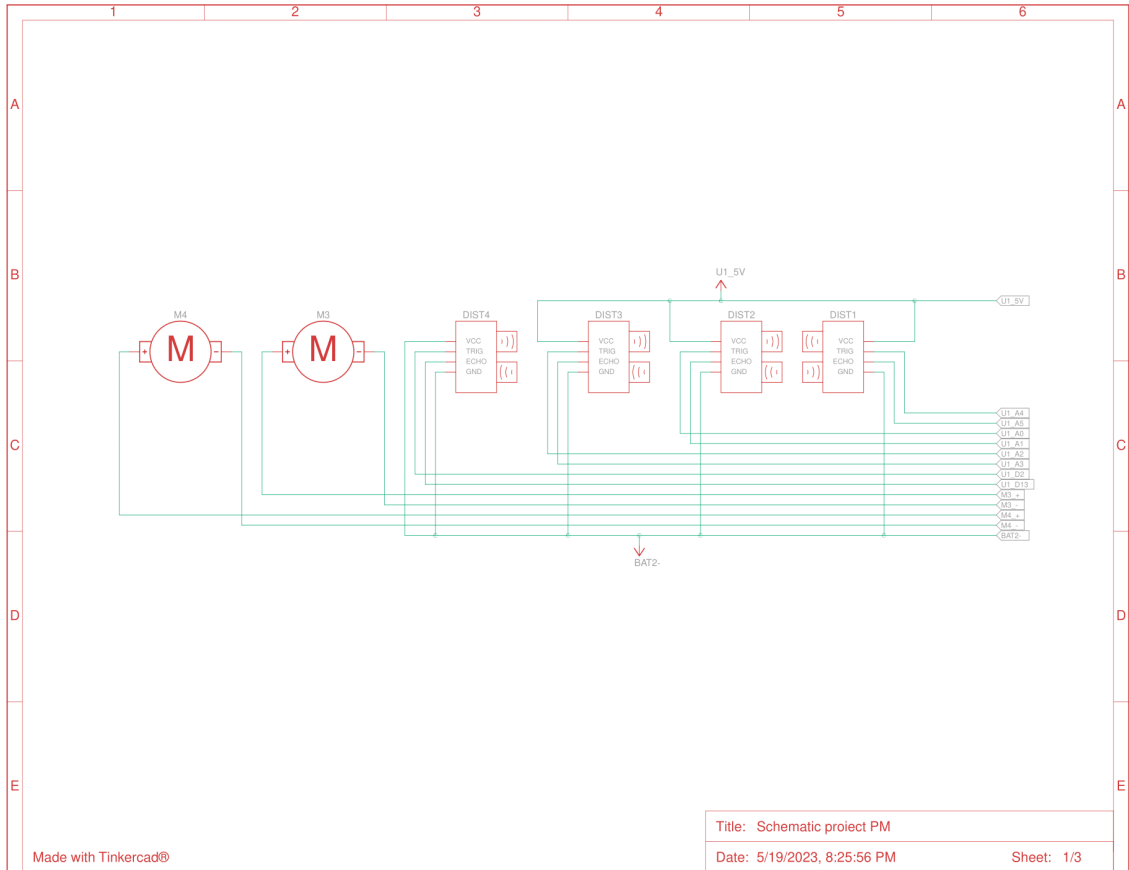 1 2 3 4 5 6
A A
B B
U1_5V
U1_5V
M4 M3 DIST4 DIST3 DIST2 DIST1
+ M - + M -
VCC VCC VCC VCC
TRIG TRIG TRIG TRIG
ECHO ECHO ECHO ECHO
GND GND GND GND
U1_A4
U1_A5
U1_A0
C C
U1_A1
U1_A2
U1_A3
U1_D2
U1_D13
M3_+
M3_-
M4_+
M4_-
BAT2-
BAT2-
D D
E E
Title: Schematic proiect PM
Made with Tinkercad®
Date: 5/19/2023, 8:25:56 PM Sheet: 1/3